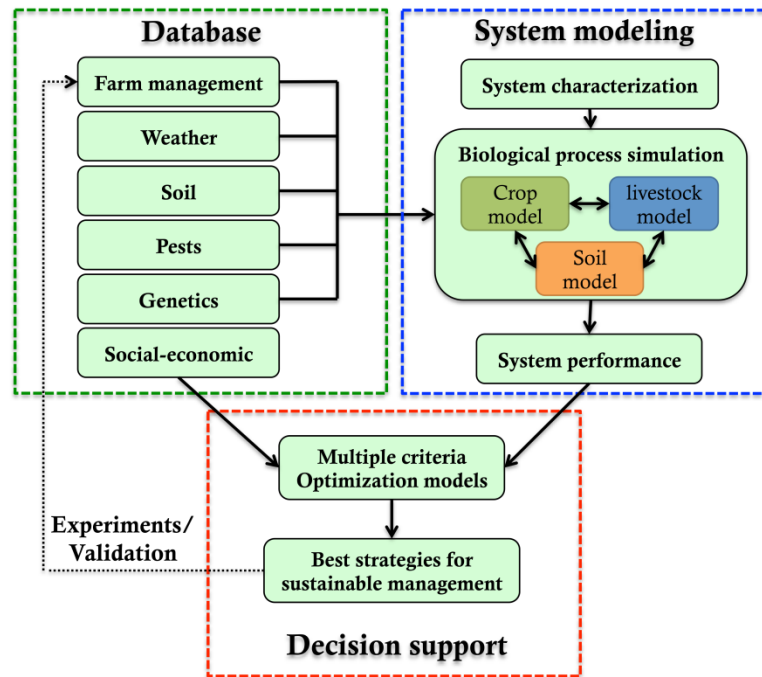 Database
Farm management
Weather
Soil
Pests
Genetics
Social-economic
System modeling
System characterization
Biological process simulation
Crop
model
livestock
model
Soil
model
System performance
Multiple criteria
Optimization models
Experiments/
Validation
Best strategies for
sustainable management
Decision support